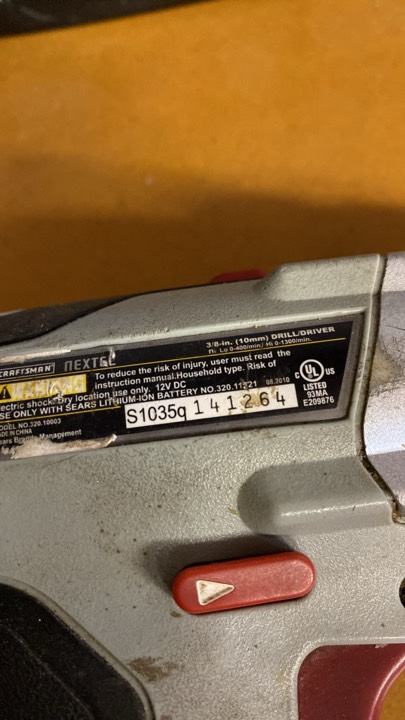 3/8-in. (10mm) DRILL/DRIVER
n. Lo 0-400/min/ Hi 0-1300/min.
CRAFTSMAN NEXTEC
WARNING To reduce the risk of injury, user must read the
instruction manual. Household type. Risk of
electric shock. Dry location use only. 12V DC
USE ONLY WITH SEARS LITHIUM-ION BATTERY NO.320.11221 08.2010
MODEL NO.320.10003
MADE IN CHINA
Sears Brands Management
S1035q 141264
C UL US
LISTED
93MA
E209876